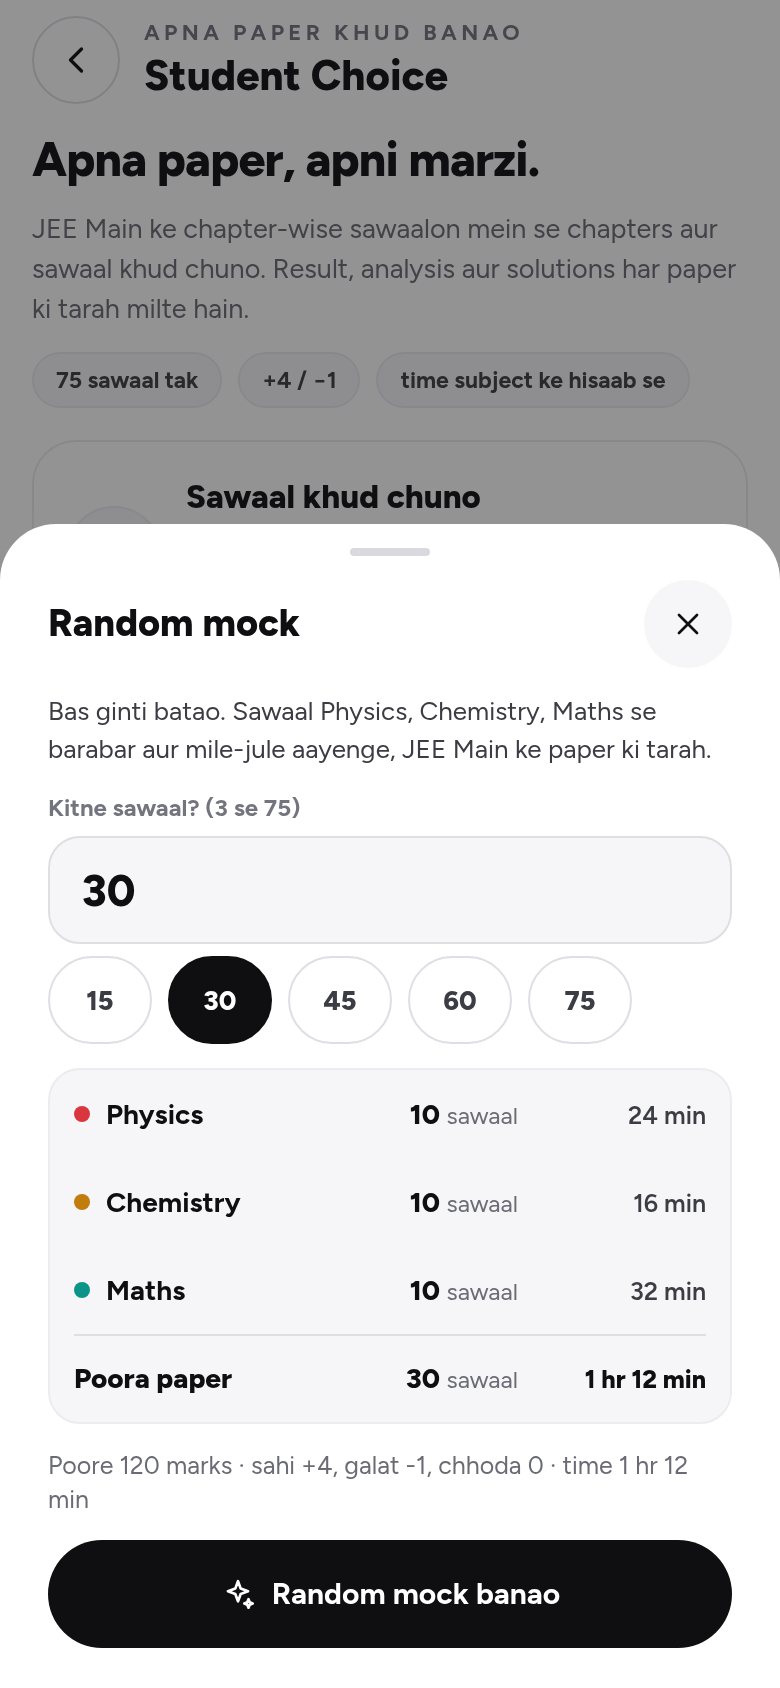 APNA PAPER KHUD BANAO
Student Choice
Apna paper, apni marzi.
JEE Main ke chapter-wise sawaalon mein se chapters aur
sawaal khud chuno. Result, analysis aur solutions har paper
ki tarah milte hain.
75 sawaal tak
+4 / −1
time subject ke hisaab se
Sawaal khud chuno
Random mock
Bas ginti batao. Sawaal Physics, Chemistry, Maths se
barabar aur mile-jule aayenge, JEE Main ke paper ki tarah.
Kitne sawaal? (3 se 75)
30
15 30 45 60 75
Physics 10 sawaal 24 min
Chemistry 10 sawaal 16 min
Maths 10 sawaal 32 min
Poora paper 30 sawaal 1 hr 12 min
Poore 120 marks · sahi +4, galat -1, chhoda 0 · time 1 hr 12
min
Random mock banao